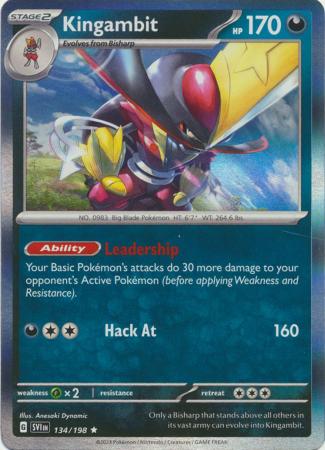 STAGE2
Kingambit
HP 170
Evolves from Bisharp
NO. 0983 Big Blade Pokémon HT: 6'7" WT: 264.6 lbs
Ability Leadership
Your Basic Pokémon's attacks do 30 more damage to your
opponent's Active Pokémon (before applying Weakness and
Resistance).
Hack At 160
weakness ×2 resistance retreat
Illus. Anesaki Dynamic
G SVI EN 134/198 ★
Only a Bisharp that stands above all others in
its vast army can evolve into Kingambit.
©2023 Pokémon / Nintendo / Creatures / GAME FREAK